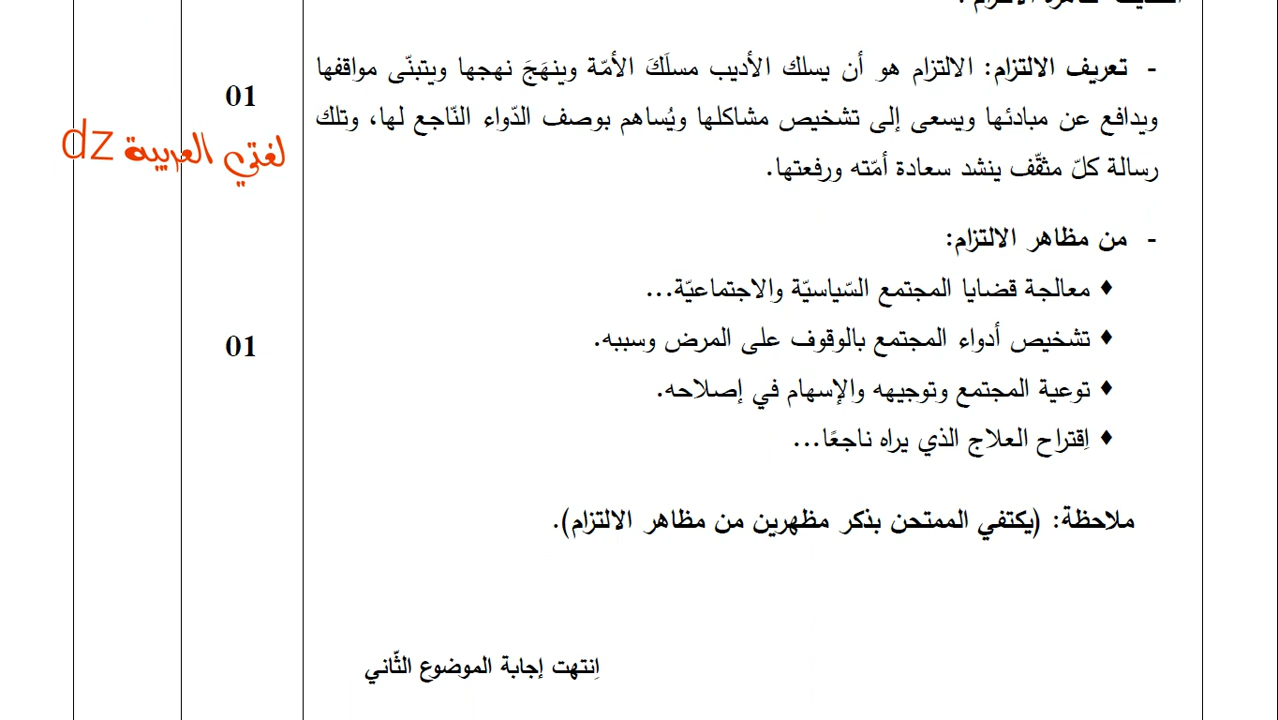 - تعريف الالتزام: الالتزام هو أن يسلك الأديب مسلَكَ الأمّة وينهَجَ نهجها ويتبنّى مواقفها
ويدافع عن مبادئها ويسعى إلى تشخيص مشاكلها ويُساهم بوصف الدّواء النّاجع لها، وتلك
رسالة كلّ مثقّف ينشد سعادة أمّته ورفعتها.
01
لغتي العربية dz
- من مظاهر الالتزام:
♦ معالجة قضايا المجتمع السّياسيّة والاجتماعيّة...
♦ تشخيص أدواء المجتمع بالوقوف على المرض وسببه.
01
♦ توعية المجتمع وتوجيهه والإسهام في إصلاحه.
♦ اِقتراح العلاج الذي يراه ناجعًا...
ملاحظة: (يكتفي الممتحن بذكر مظهرين من مظاهر الالتزام).
اِنتهت إجابة الموضوع الثّاني